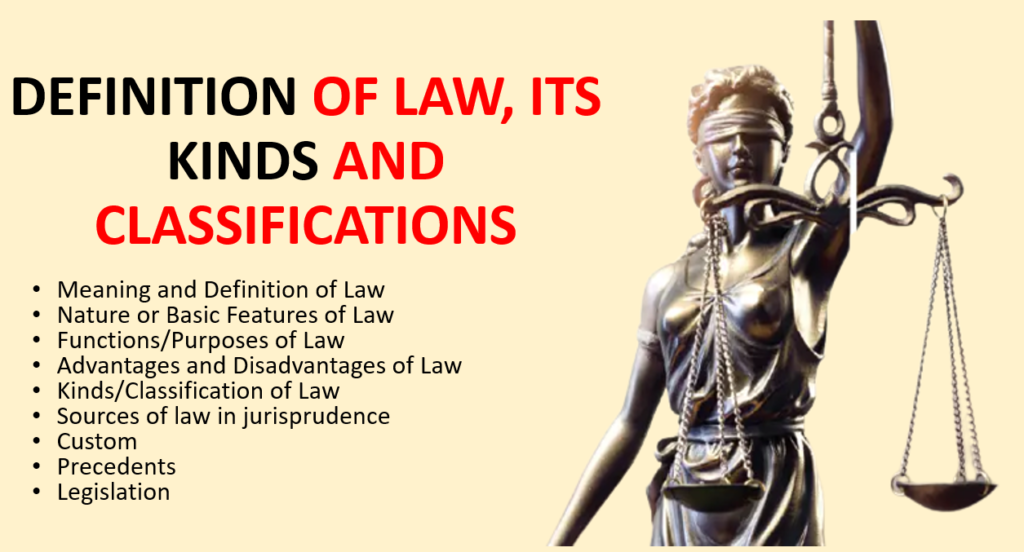 DEFINITION OF LAW, ITS
KINDS AND
CLASSIFICATIONS
• Meaning and Definition of Law
• Nature or Basic Features of Law
• Functions/Purposes of Law
• Advantages and Disadvantages of Law
• Kinds/Classification of Law
• Sources of law in jurisprudence
• Custom
• Precedents
• Legislation